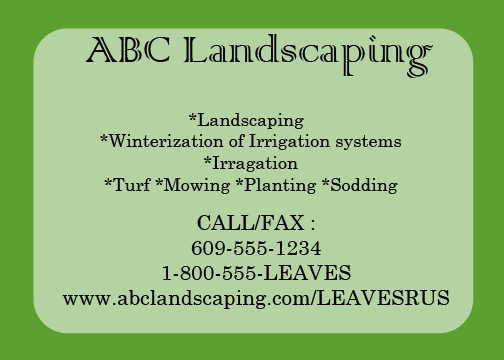 ABC Landscaping
*Landscaping
*Winterization of Irrigation systems
*Irragation
*Turf *Mowing *Planting *Sodding
CALL/FAX :
609-555-1234
1-800-555-LEAVES
www.abclandscaping.com/LEAVESRUS